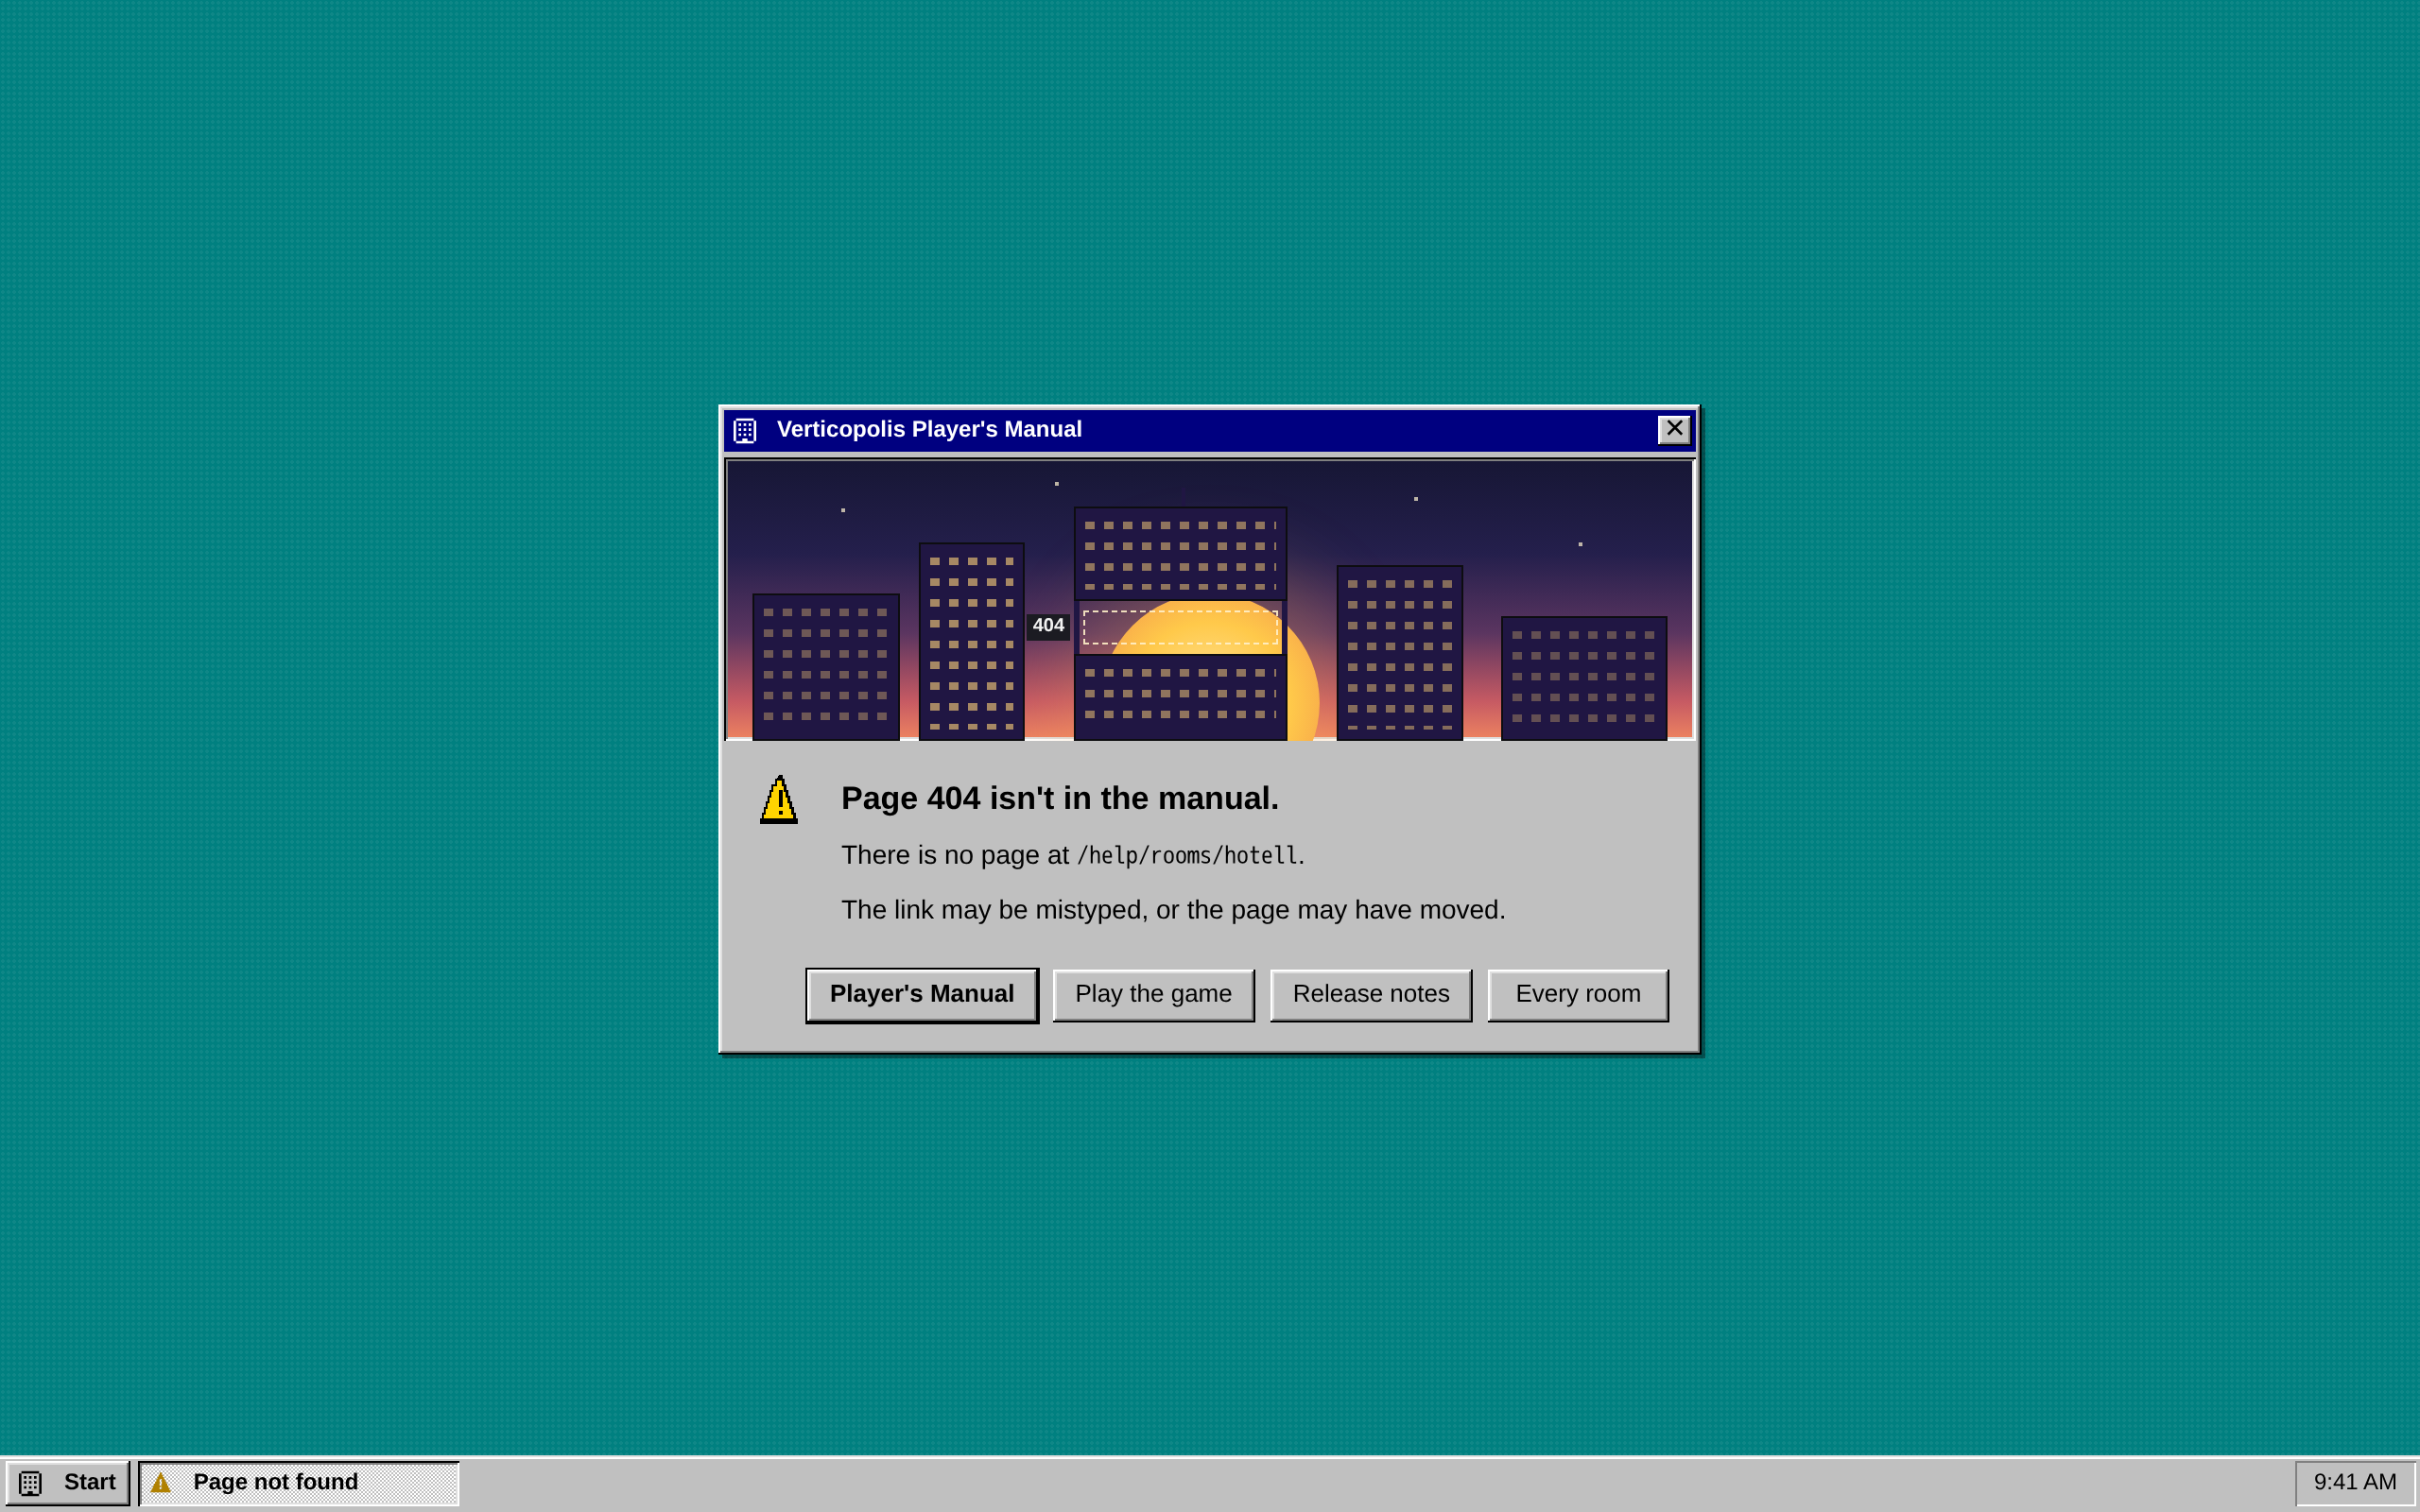 Verticopolis Player's Manual
404
Page 404 isn't in the manual.
There is no page at /help/rooms/hotell.
The link may be mistyped, or the page may have moved.
Player's Manual
Play the game
Release notes
Every room
Start
Page not found
9:41 AM